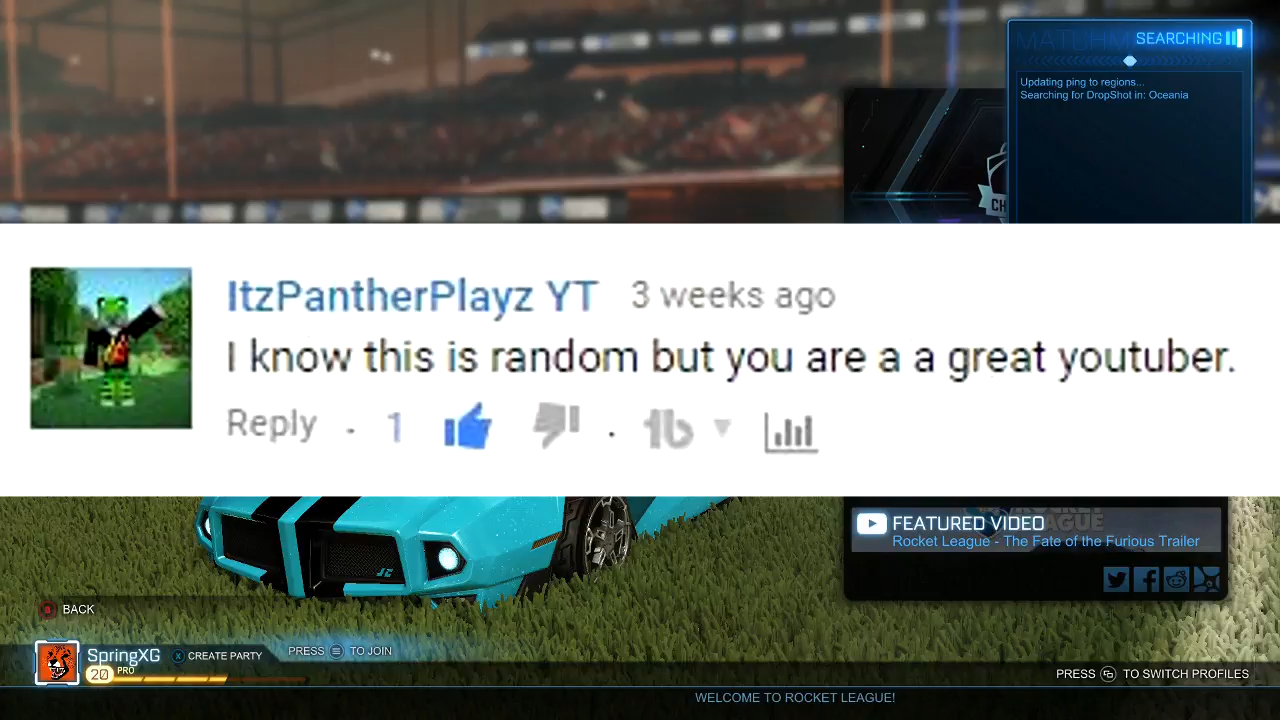 SEARCHING
Updating ping to regions...
Searching for DropShot in: Oceania
CH
ItzPantherPlayz YT 3 weeks ago
I know this is random but you are a a great youtuber.
Reply · 1
FEATURED VIDEO
Rocket League - The Fate of the Furious Trailer
BACK
SpringXG X CREATE PARTY PRESS TO JOIN
20 PRO
PRESS TO SWITCH PROFILES
WELCOME TO ROCKET LEAGUE!